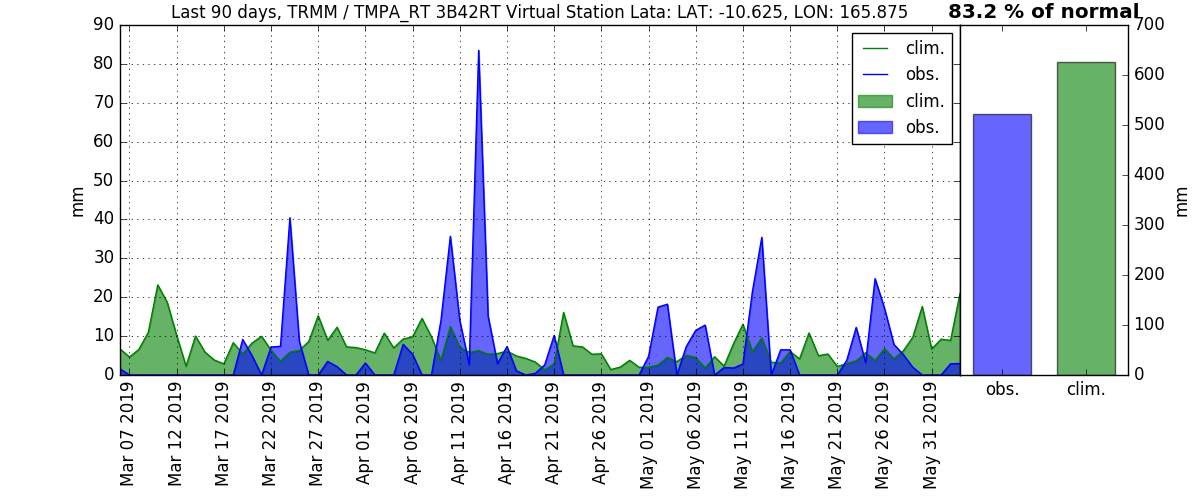 Last 90 days, TRMM / TMPA_RT 3B42RT Virtual Station Lata: LAT: -10.625, LON: 165.875
83.2 % of normal
90
80
70
60
50
40
30
20
10
0
mm
clim.
obs.
clim.
obs.
Mar 07 2019
Mar 12 2019
Mar 17 2019
Mar 22 2019
Mar 27 2019
Apr 01 2019
Apr 06 2019
Apr 11 2019
Apr 16 2019
Apr 21 2019
Apr 26 2019
May 01 2019
May 06 2019
May 11 2019
May 16 2019
May 21 2019
May 26 2019
May 31 2019
700
600
500
400
300
200
100
0
mm
obs.
clim.